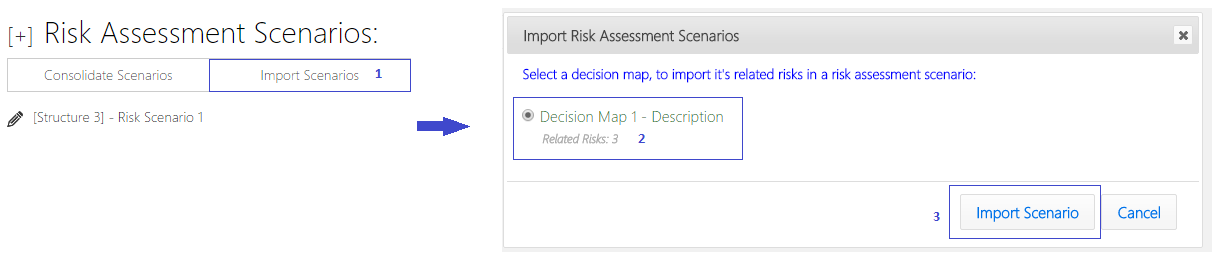 [+] Risk Assessment Scenarios:
Consolidate Scenarios
Import Scenarios 1
[Structure 3] - Risk Scenario 1
Import Risk Assessment Scenarios
Select a decision map, to import it's related risks in a risk assessment scenario:
Decision Map 1 - Description
Related Risks: 3 2
3 Import Scenario Cancel